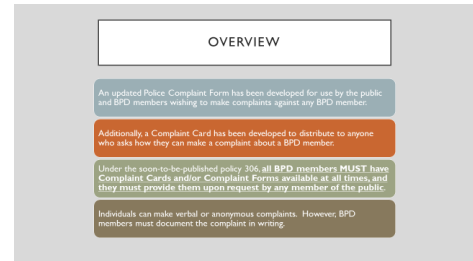 OVERVIEW
An updated Police Complaint Form has been developed for use by the public
and BPD members wishing to make complaints against any BPD member.
Additionally, a Complaint Card has been developed to distribute to anyone
who asks how they can make a complaint about a BPD member.
Under the soon-to-be-published policy 306, all BPD members MUST have
Complaint Cards and/or Complaint Forms available at all times, and
they must provide them upon request by any member of the public.
Individuals can make verbal or anonymous complaints. However, BPD
members must document the complaint in writing.